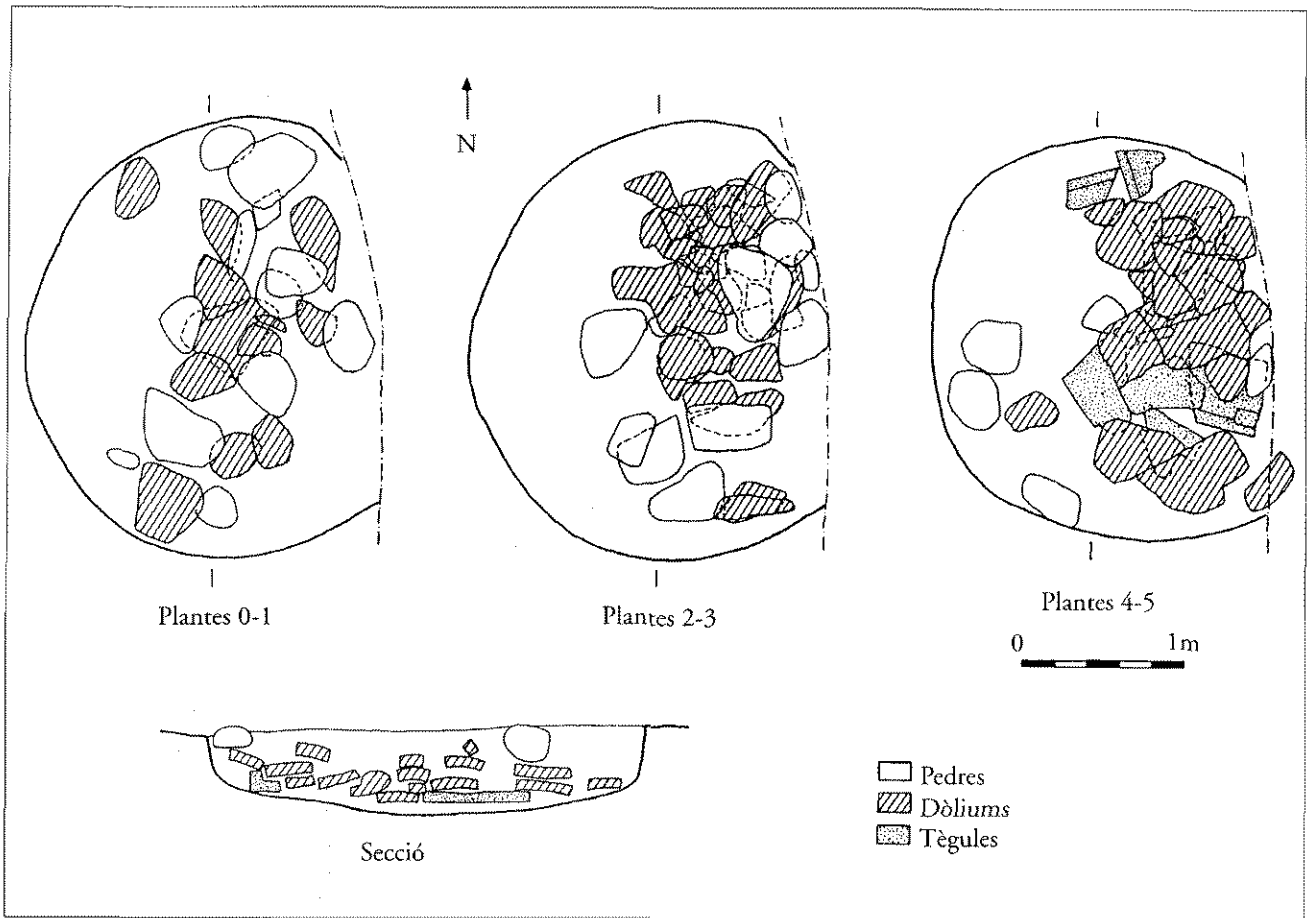 N
Plantes 0-1
Plantes 2-3
Plantes 4-5
0 1m
Secció
Pedres
Dòliums
Tègules